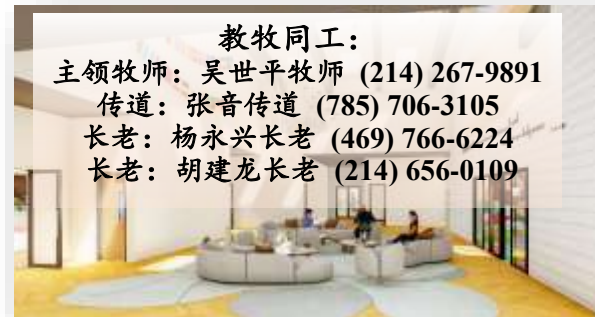 教牧同工：
主领牧师：吴世平牧师 (214) 267-9891
传道：张音传道 (785) 706-3105
长老：杨永兴长老 (469) 766-6224
长老：胡建龙长老 (214) 656-0109